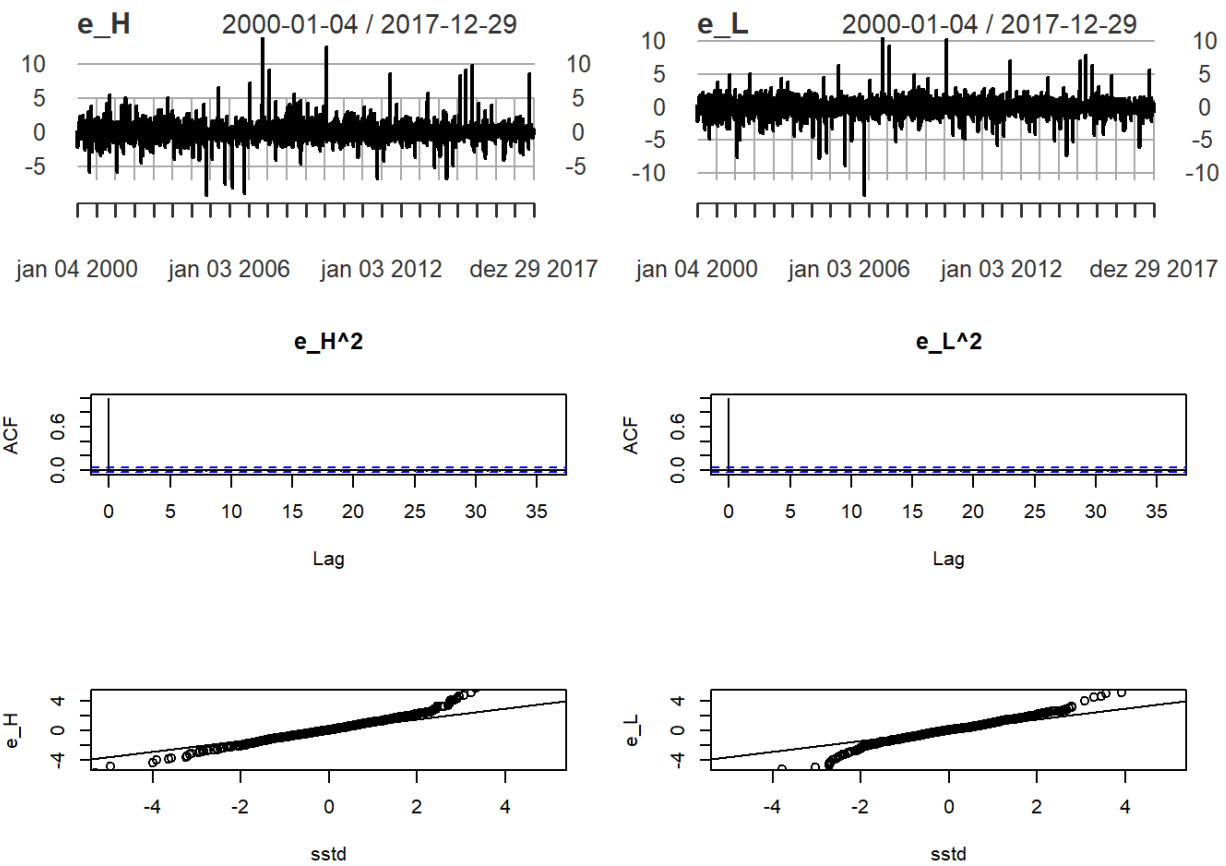 e_H 2000-01-04 / 2017-12-29
10 10
5 5
0 0
-5 -5
jan 04 2000 jan 03 2006 jan 03 2012 dez 29 2017
e_L 2000-01-04 / 2017-12-29
10 10
5 5
0 0
-5 -5
-10 -10
jan 04 2000 jan 03 2006 jan 03 2012 dez 29 2017
e_H^2
ACF
0.6
0.0
0 5 10 15 20 25 30 35
Lag
e_L^2
ACF
0.6
0.0
0 5 10 15 20 25 30 35
Lag
e_H
4
0
-4
-4 -2 0 2 4
sstd
e_L
4
0
-4
-4 -2 0 2 4
sstd